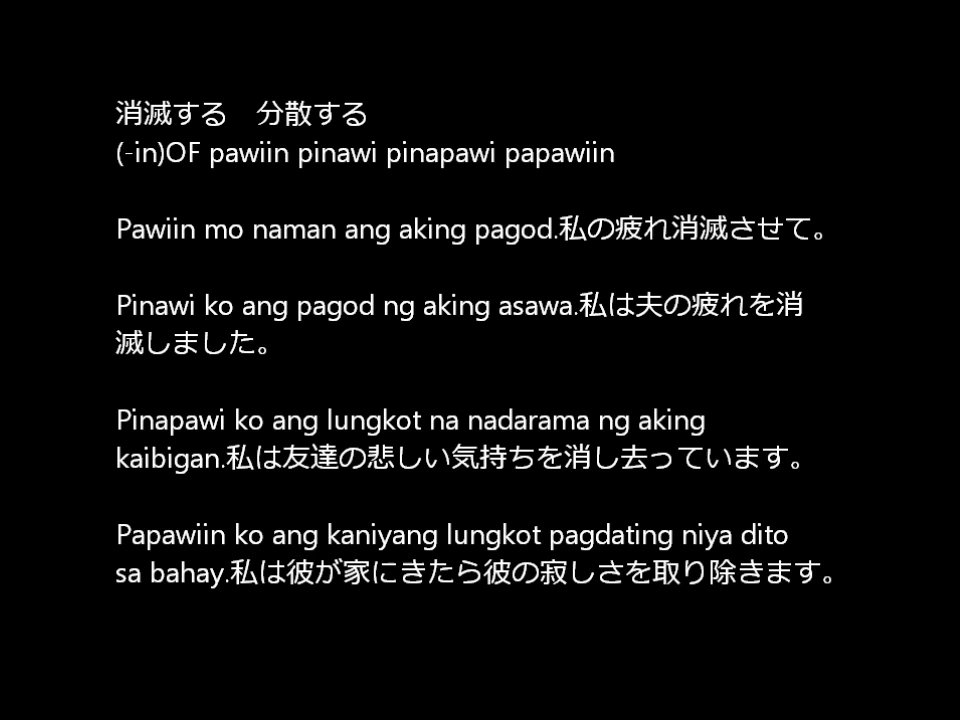 消滅する　分散する
(-in)OF pawiin pinawi pinapawi papawiin
Pawiin mo naman ang aking pagod.私の疲れ消滅させて。
Pinawi ko ang pagod ng aking asawa.私は夫の疲れを消
滅しました。
Pinapawi ko ang lungkot na nadarama ng aking
kaibigan.私は友達の悲しい気持ちを消し去っています。
Papawiin ko ang kaniyang lungkot pagdating niya dito
sa bahay.私は彼が家にきたら彼の寂しさを取り除きます。